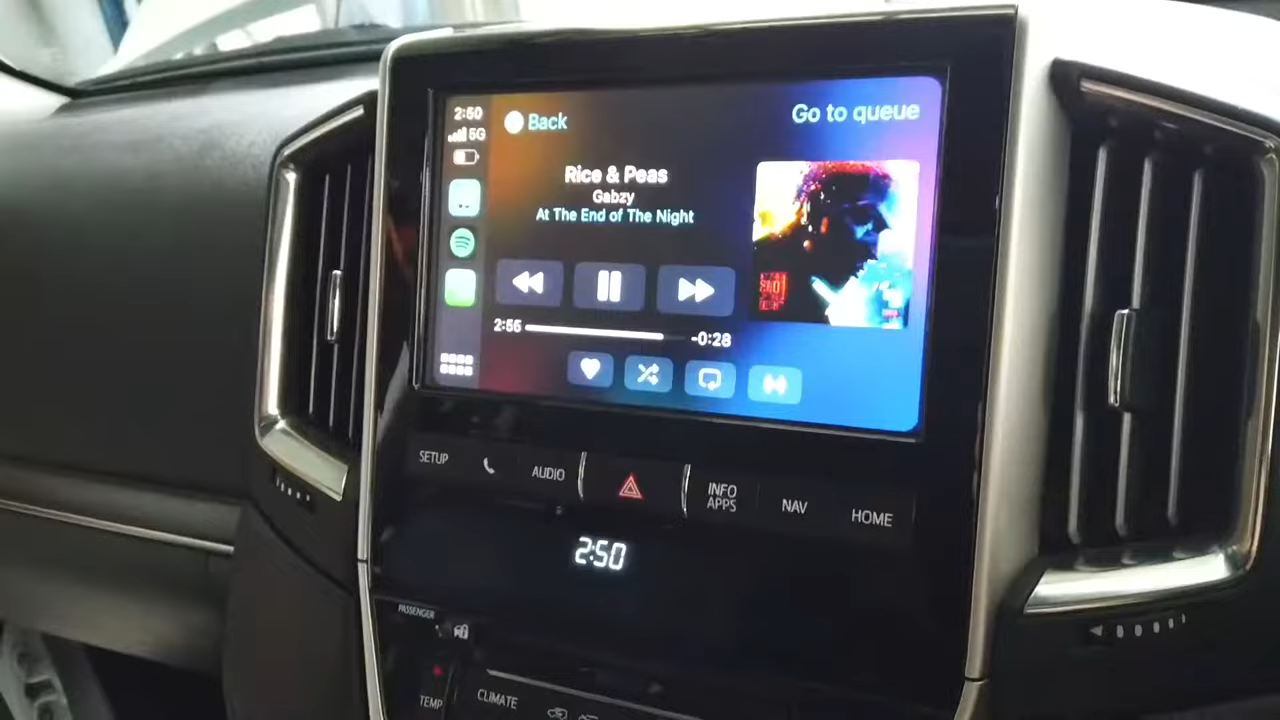 2:50
5G
Back
Go to queue
Rice & Peas
Gabzy
At The End of The Night
2:55
-0:28
SETUP
AUDIO
INFO
APPS
NAV
HOME
2:50
PASSENGER
TEMP
CLIMATE